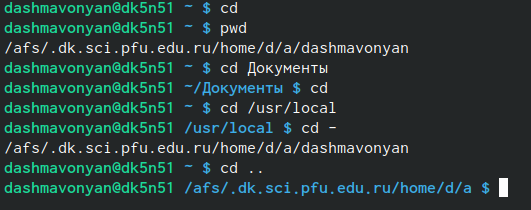 dashmavonyan@dk5n51 ~ $ cd
dashmavonyan@dk5n51 ~ $ pwd
/afs/.dk.sci.pfu.edu.ru/home/d/a/dashmavonyan
dashmavonyan@dk5n51 ~ $ cd Документы
dashmavonyan@dk5n51 ~/Документы $ cd
dashmavonyan@dk5n51 ~ $ cd /usr/local
dashmavonyan@dk5n51 /usr/local $ cd -
/afs/.dk.sci.pfu.edu.ru/home/d/a/dashmavonyan
dashmavonyan@dk5n51 ~ $ cd ..
dashmavonyan@dk5n51 /afs/.dk.sci.pfu.edu.ru/home/d/a $